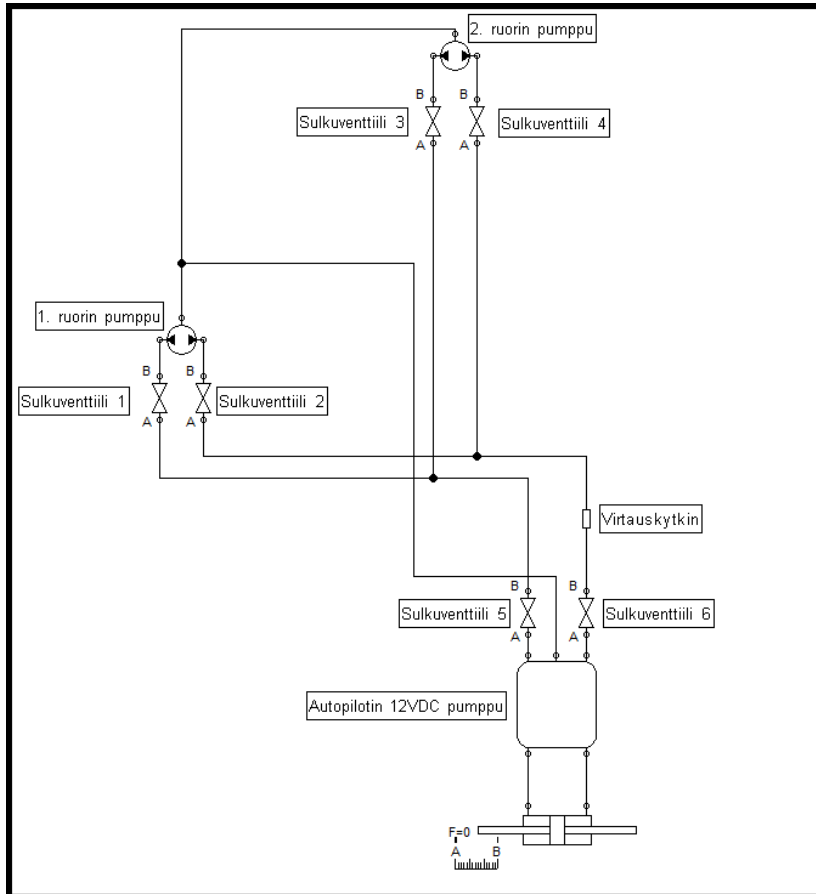 2. ruorin pumppu
B B
Sulkuventtiili 3
Sulkuventtiili 4
A A
1. ruorin pumppu
B B
Sulkuventtiili 1
Sulkuventtiili 2
A A
Virtauskytkin
B B
Sulkuventtiili 5
Sulkuventtiili 6
A A
Autopilotin 12VDC pumppu
F=0
A B